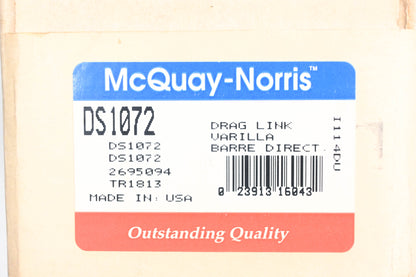 McQuay-Norris™
DS1072
DS1072
DS1072
2695094
TR1813
MADE IN: USA
DRAG LINK
VARILLA
BARRE DIRECT.
0 23913 16043
I114DU
Outstanding Quality